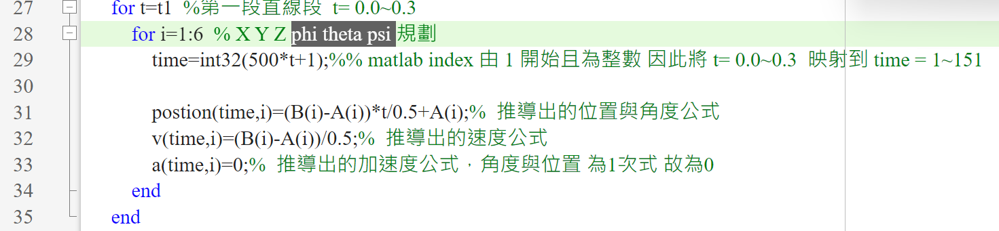 27 for t=t1 %第一段直線段 t= 0.0~0.3
28 for i=1:6 % X Y Z phi theta psi 規劃
29 time=int32(500*t+1);%% matlab index 由 1 開始且為整數 因此將 t= 0.0~0.3 映射到 time = 1~151
30
31 postion(time,i)=(B(i)-A(i))*t/0.5+A(i);% 推導出的位置與角度公式
32 v(time,i)=(B(i)-A(i))/0.5;% 推導出的速度公式
33 a(time,i)=0;% 推導出的加速度公式，角度與位置 為1次式 故為0
34 end
35 end